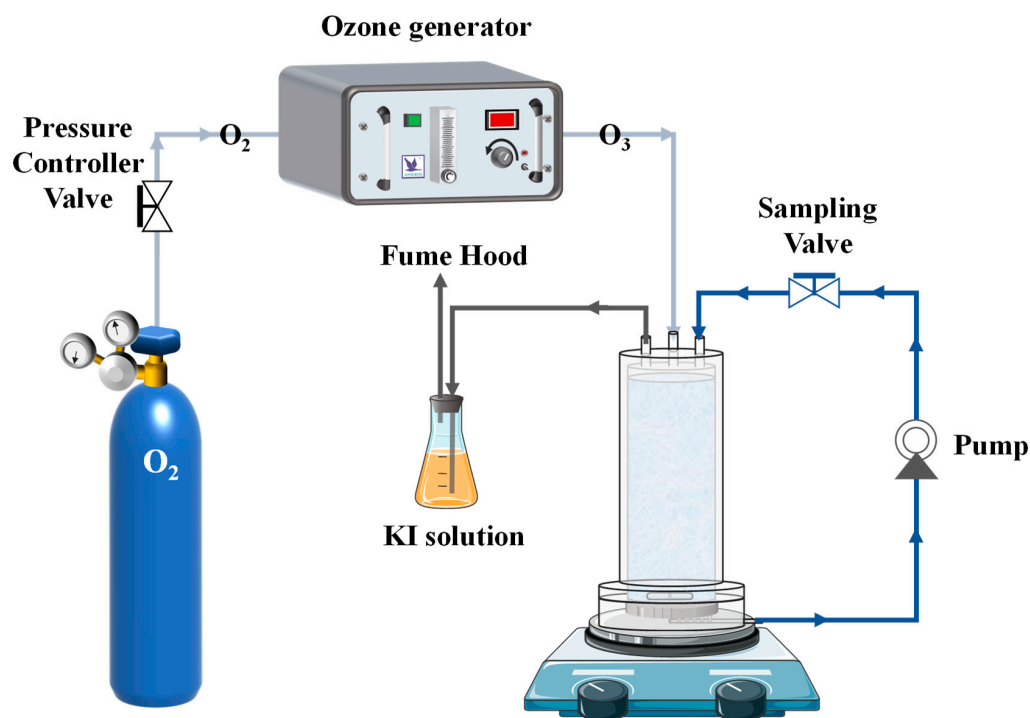 Ozone generator
Pressure
Controller
Valve
O₂
O₃
Sampling
Valve
Fume Hood
Pump
O₂
KI solution